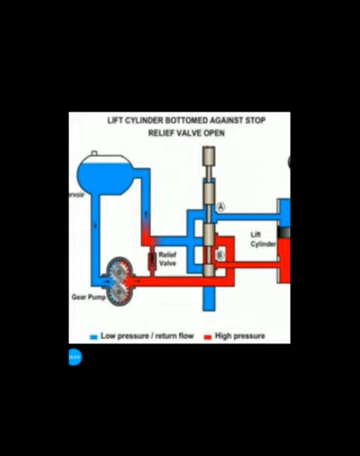 LIFT CYLINDER BOTTOMED AGAINST STOP
RELIEF VALVE OPEN
rvoir
A
Lift
Cylinder
Relief
Valve
B
Gear Pump
Low pressure / return flow
High pressure